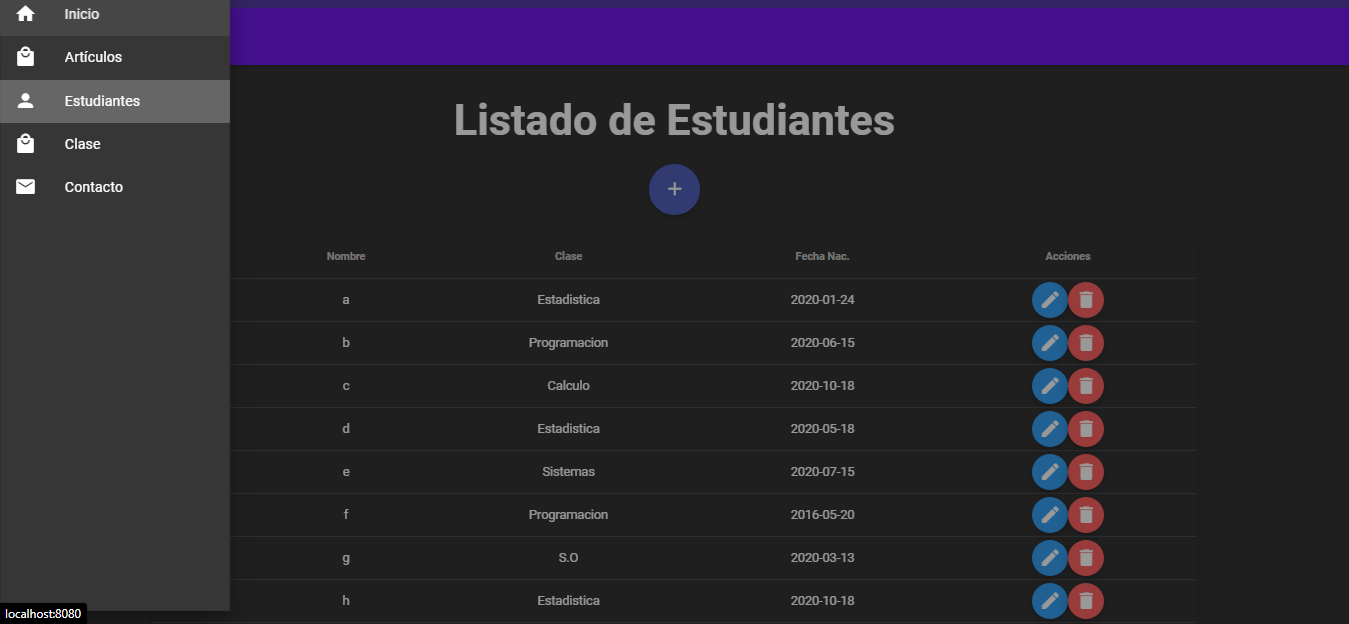 Inicio
Artículos
Estudiantes
Clase
Contacto
Listado de Estudiantes
+
Nombre Clase Fecha Nac. Acciones
a Estadistica 2020-01-24
b Programacion 2020-06-15
c Calculo 2020-10-18
d Estadistica 2020-05-18
e Sistemas 2020-07-15
f Programacion 2016-05-20
g S.O 2020-03-13
h Estadistica 2020-10-18
localhost:8080